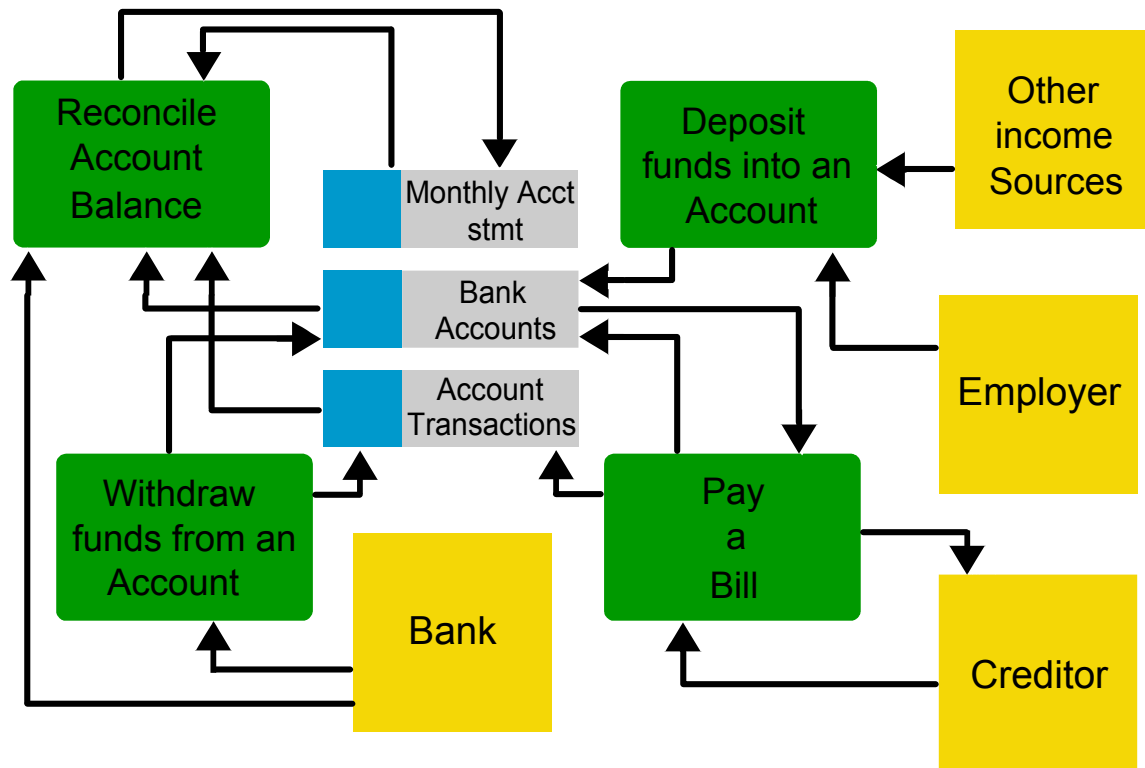 Reconcile
Account
Balance
Monthly Acct
stmt
Deposit
funds into an
Account
Other
income
Sources
Bank
Accounts
Account
Transactions
Employer
Withdraw
funds from an
Account
Bank
Pay
a
Bill
Creditor